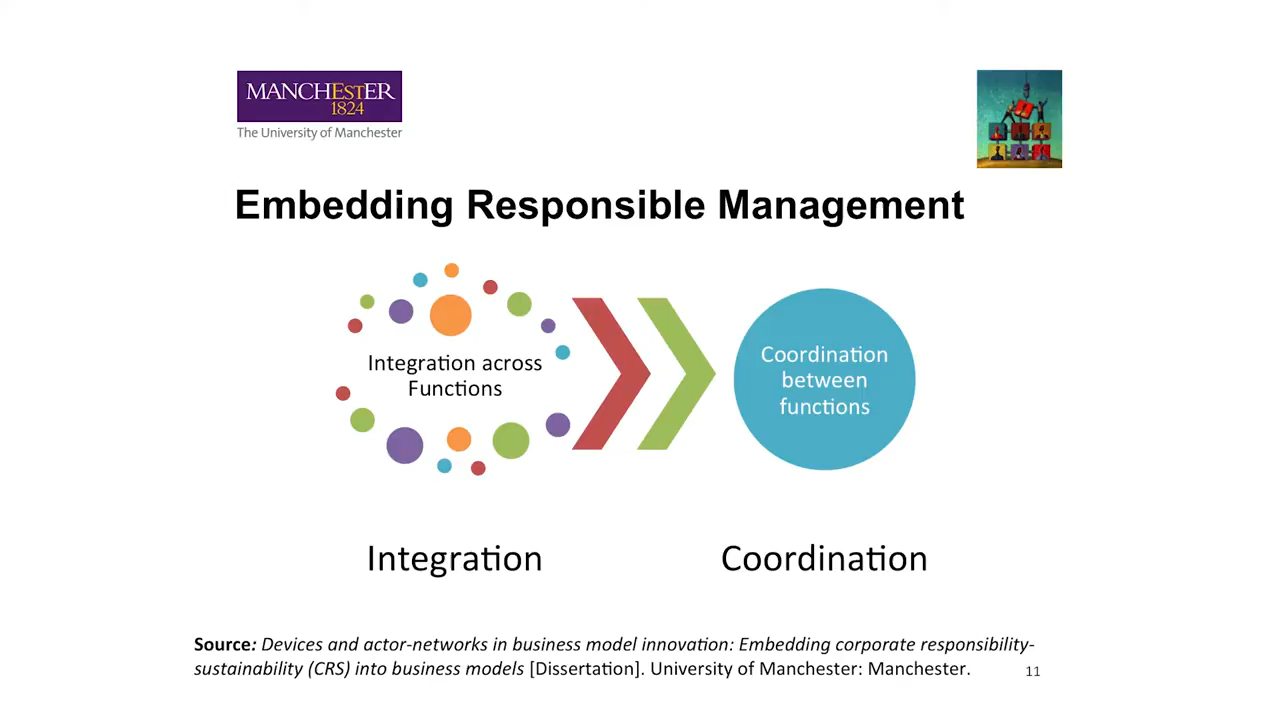 MANCHESTER
1824
The University of Manchester
Embedding Responsible Management
Integration across
Functions
Coordination
between
functions
Integration
Coordination
Source: Devices and actor-networks in business model innovation: Embedding corporate responsibility-
sustainability (CRS) into business models [Dissertation]. University of Manchester: Manchester.
11